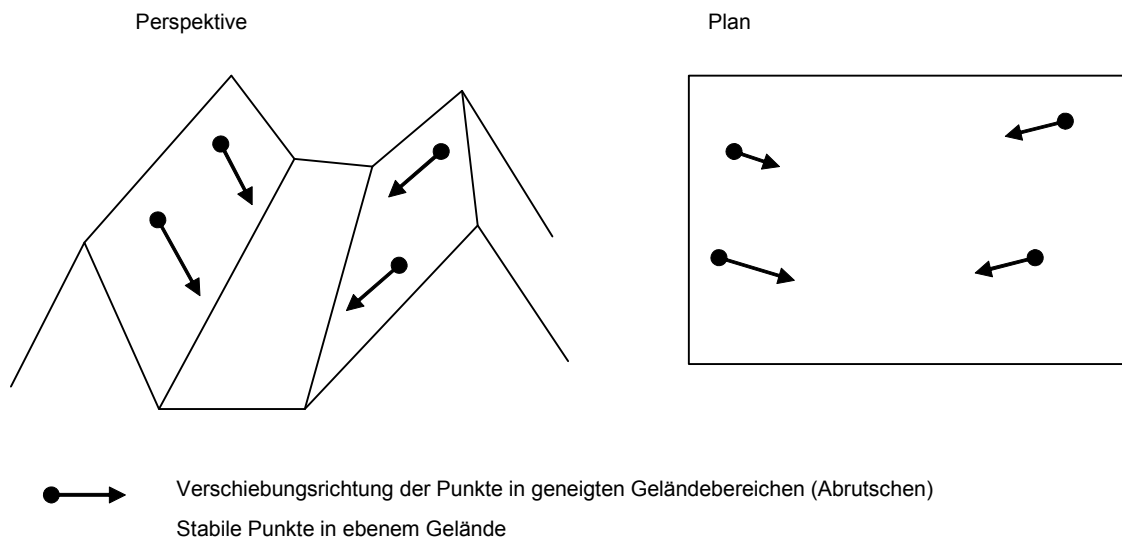 Perspektive
Plan
Verschiebungsrichtung der Punkte in geneigten Geländebereichen (Abrutschen)
Stabile Punkte in ebenem Gelände